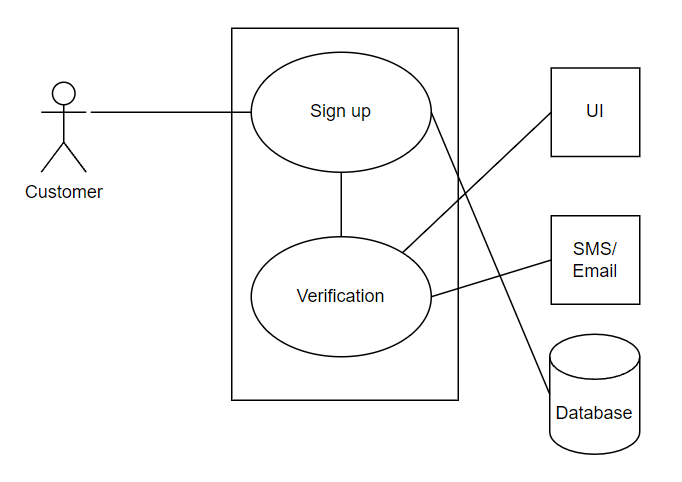 Customer
Sign up
Verification
UI
SMS/
Email
Database